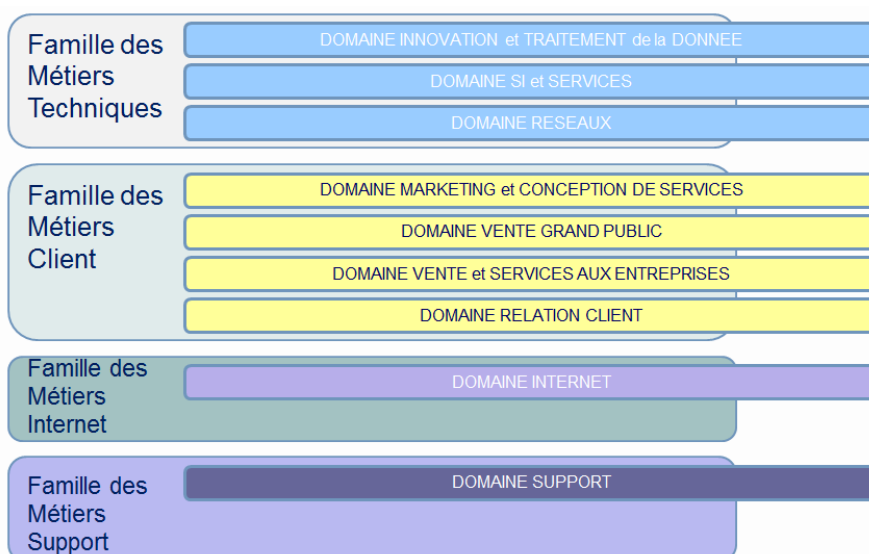 Famille des
Métiers
Techniques
DOMAINE INNOVATION et TRAITEMENT de la DONNEE
DOMAINE SI et SERVICES
DOMAINE RESEAUX
Famille des
Métiers
Client
DOMAINE MARKETING et CONCEPTION DE SERVICES
DOMAINE VENTE GRAND PUBLIC
DOMAINE VENTE et SERVICES AUX ENTREPRISES
DOMAINE RELATION CLIENT
Famille des
Métiers
Internet
DOMAINE INTERNET
Famille des
Métiers
Support
DOMAINE SUPPORT